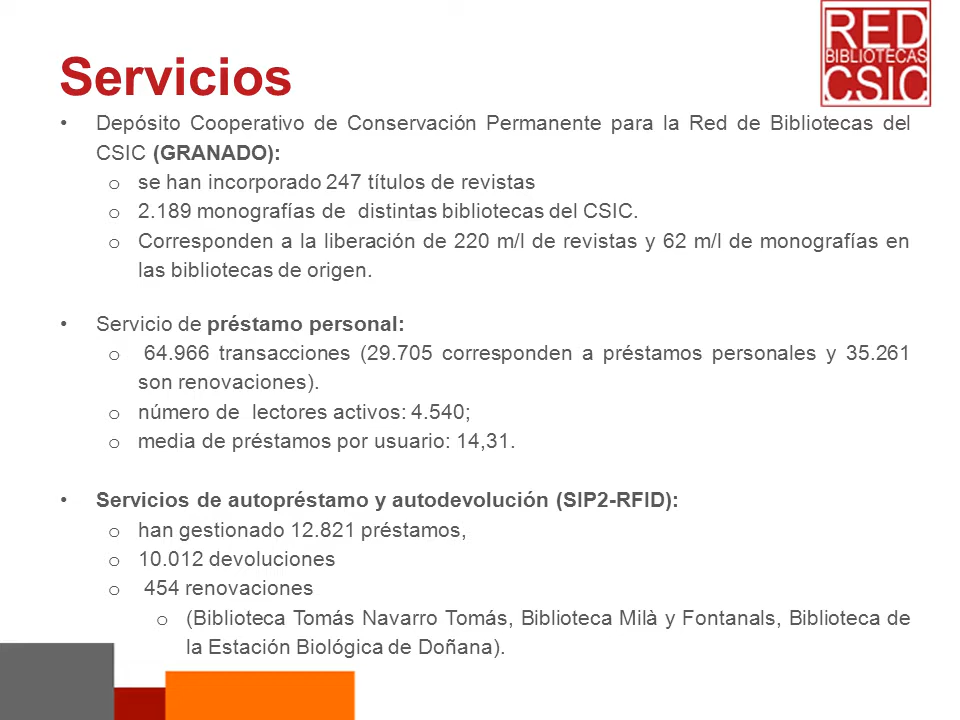 RED
BIBLIOTECAS
CSIC
Servicios
• Depósito Cooperativo de Conservación Permanente para la Red de Bibliotecas del
CSIC (GRANADO):
o se han incorporado 247 títulos de revistas
o 2.189 monografías de  distintas bibliotecas del CSIC.
o Corresponden a la liberación de 220 m/l de revistas y 62 m/l de monografías en
las bibliotecas de origen.
• Servicio de préstamo personal:
o 64.966 transacciones (29.705 corresponden a préstamos personales y 35.261
son renovaciones).
o número de  lectores activos: 4.540;
o media de préstamos por usuario: 14,31.
• Servicios de autopréstamo y autodevolución (SIP2-RFID):
o han gestionado 12.821 préstamos,
o 10.012 devoluciones
o 454 renovaciones
o (Biblioteca Tomás Navarro Tomás, Biblioteca Milà y Fontanals, Biblioteca de
la Estación Biológica de Doñana).